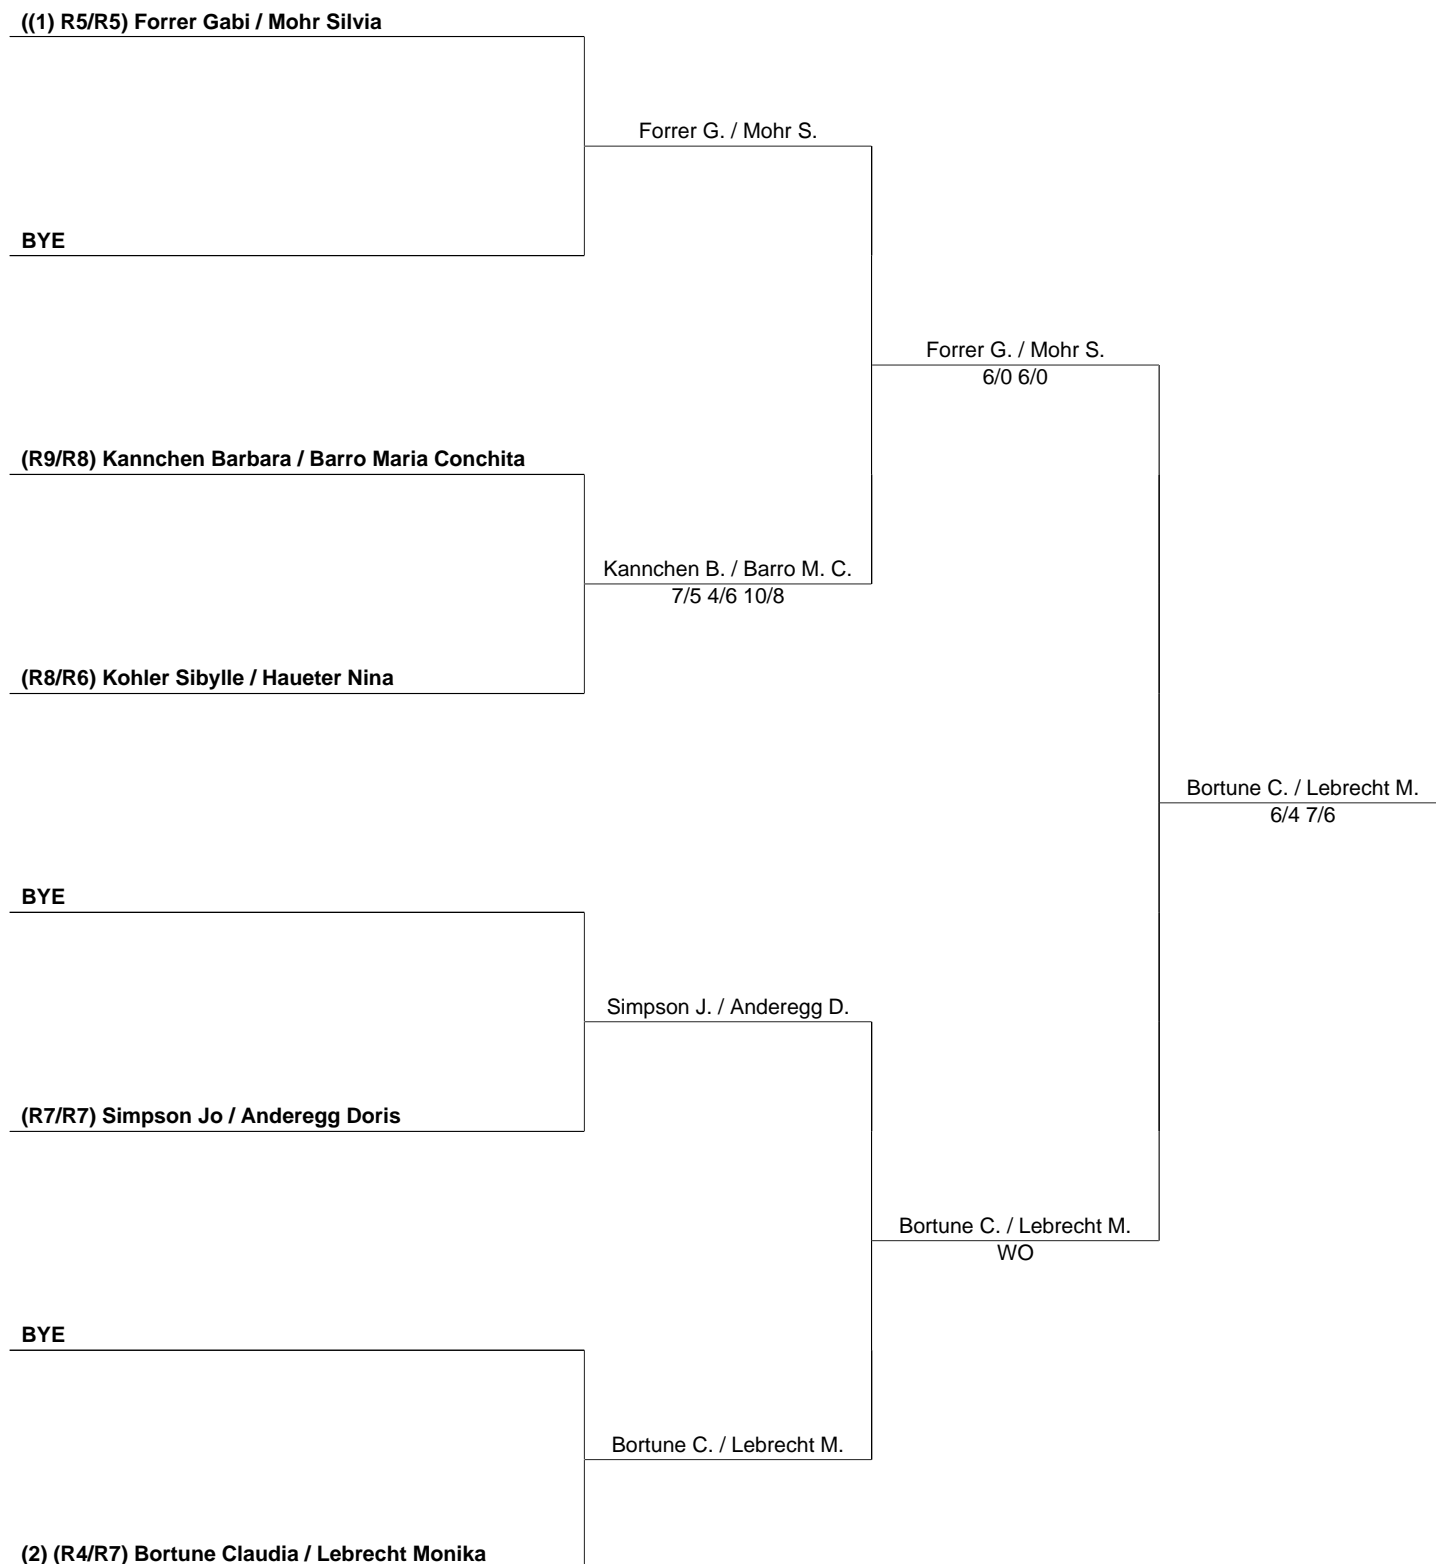 ((1) R5/R5) Forrer Gabi / Mohr Silvia
Forrer G. / Mohr S.
BYE
Forrer G. / Mohr S.
6/0 6/0
(R9/R8) Kannchen Barbara / Barro Maria Conchita
Kannchen B. / Barro M. C.
7/5 4/6 10/8
(R8/R6) Kohler Sibylle / Haueter Nina
Bortune C. / Lebrecht M.
6/4 7/6
BYE
Simpson J. / Anderegg D.
(R7/R7) Simpson Jo / Anderegg Doris
Bortune C. / Lebrecht M.
WO
BYE
Bortune C. / Lebrecht M.
(2) (R4/R7) Bortune Claudia / Lebrecht Monika